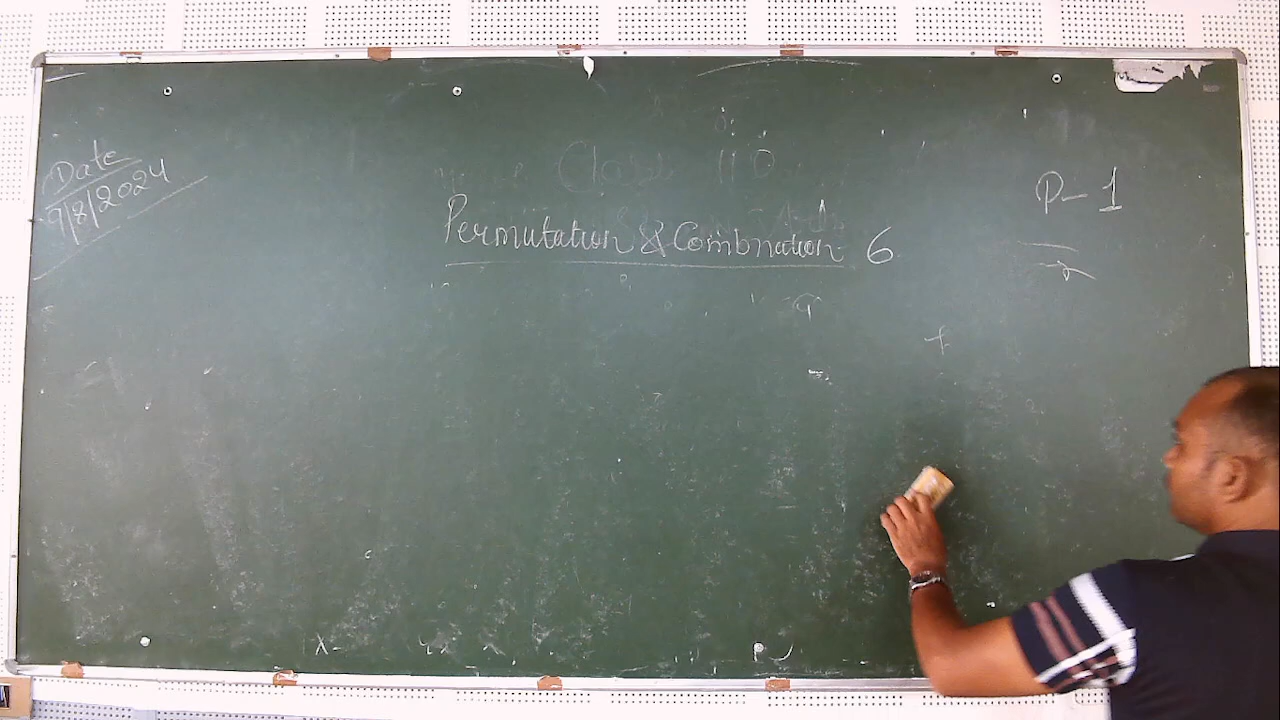 Date
9/8/2024
Class 11 D
P- 1
Permutation & Combination 6